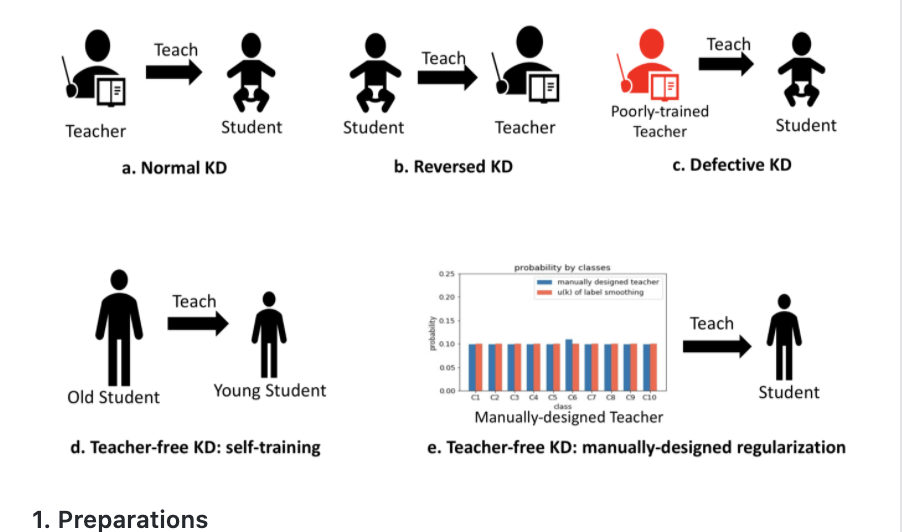 Teach
Teacher
Student
a. Normal KD
Teach
Student
Teacher
b. Reversed KD
Teach
Poorly-trained
Teacher
Student
c. Defective KD
Teach
Old Student
Young Student
d. Teacher-free KD: self-training
probability by classes
manually designed teacher
u(k) of label smoothing
probability
0.25
0.20
0.15
0.10
0.05
0.00
C1 C2 C3 C4 C5 C6 C7 C8 C9 C10
class
Manually-designed Teacher
Teach
Student
e. Teacher-free KD: manually-designed regularization
1. Preparations